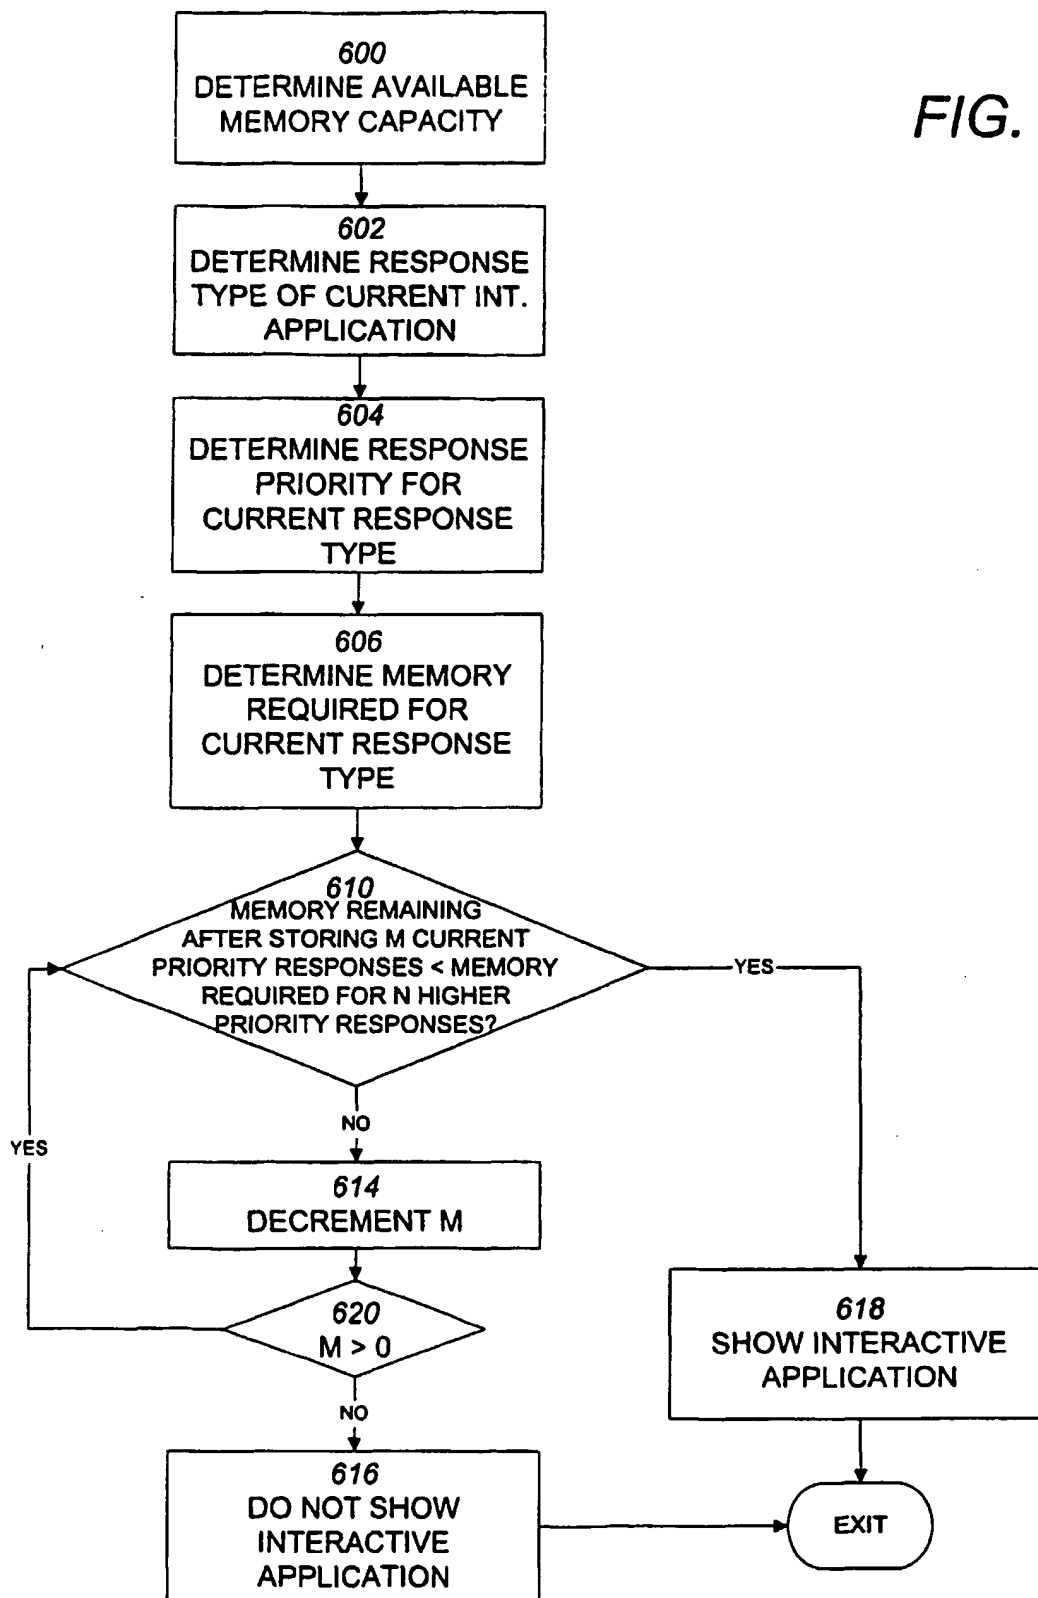 600
DETERMINE AVAILABLE
MEMORY CAPACITY
FIG.
602
DETERMINE RESPONSE
TYPE OF CURRENT INT.
APPLICATION
604
DETERMINE RESPONSE
PRIORITY FOR
CURRENT RESPONSE
TYPE
606
DETERMINE MEMORY
REQUIRED FOR
CURRENT RESPONSE
TYPE
610
MEMORY REMAINING
AFTER STORING M CURRENT
PRIORITY RESPONSES < MEMORY
REQUIRED FOR N HIGHER
PRIORITY RESPONSES?
YES
NO
YES
614
DECREMENT M
620
M > 0
NO
618
SHOW INTERACTIVE
APPLICATION
616
DO NOT SHOW
INTERACTIVE
APPLICATION
EXIT